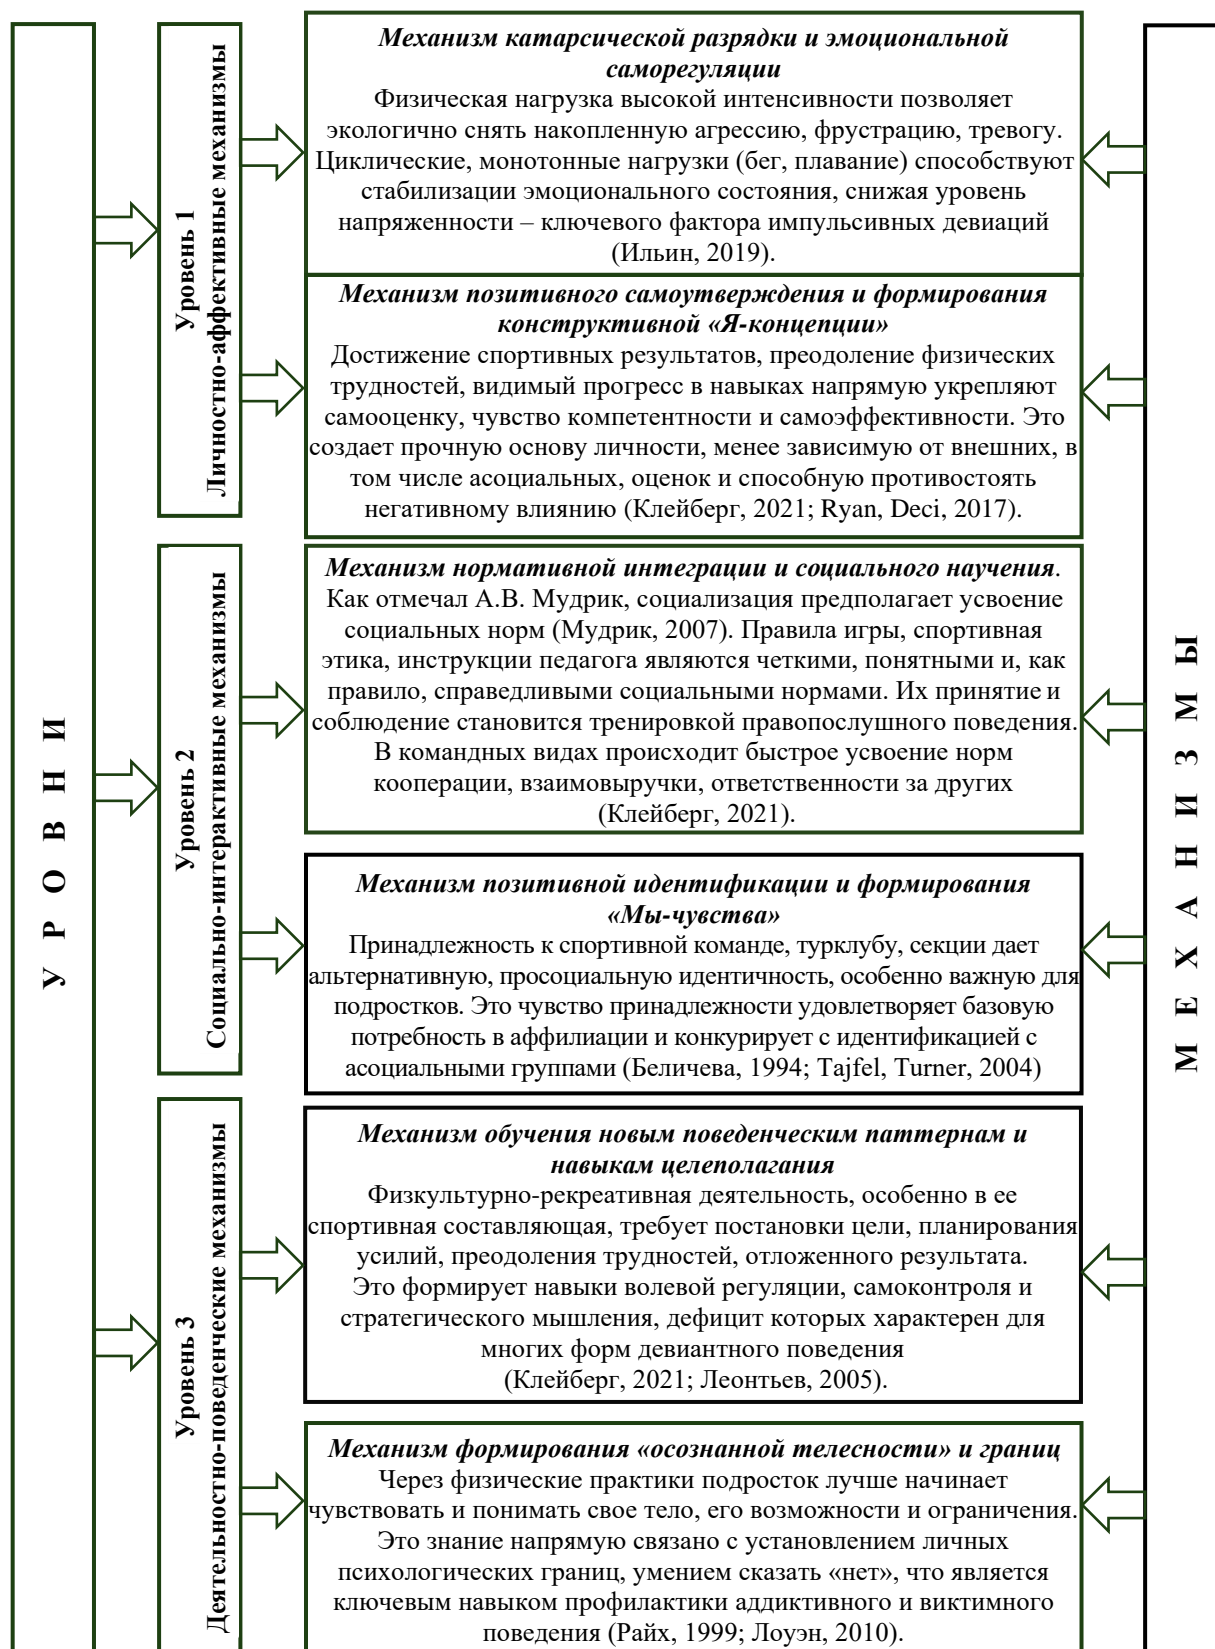 У Р О В Н И
Уровень 1
Личностно-аффективные механизмы
Механизм катарсической разрядки и эмоциональной
саморегуляции
Физическая нагрузка высокой интенсивности позволяет
экологично снять накопленную агрессию, фрустрацию, тревогу.
Циклические, монотонные нагрузки (бег, плавание) способствуют
стабилизации эмоционального состояния, снижая уровень
напряженности – ключевого фактора импульсивных девиаций
(Ильин, 2019).
Механизм позитивного самоутверждения и формирования
конструктивной «Я-концепции»
Достижение спортивных результатов, преодоление физических
трудностей, видимый прогресс в навыках напрямую укрепляют
самооценку, чувство компетентности и самоэффективности. Это
создает прочную основу личности, менее зависимую от внешних, в
том числе асоциальных, оценок и способную противостоять
негативному влиянию (Клейберг, 2021; Ryan, Deci, 2017).
Уровень 2
Социально-интерактивные механизмы
Механизм нормативной интеграции и социального научения.
Как отмечал А.В. Мудрик, социализация предполагает усвоение
социальных норм (Мудрик, 2007). Правила игры, спортивная
этика, инструкции педагога являются четкими, понятными и, как
правило, справедливыми социальными нормами. Их принятие и
соблюдение становится тренировкой правопослушного поведения.
В командных видах происходит быстрое усвоение норм
кооперации, взаимовыручки, ответственности за других
(Клейберг, 2021).
Механизм позитивной идентификации и формирования
«Мы-чувства»
Принадлежность к спортивной команде, турклубу, секции дает
альтернативную, просоциальную идентичность, особенно важную для
подростков. Это чувство принадлежности удовлетворяет базовую
потребность в аффилиации и конкурирует с идентификацией с
асоциальными группами (Беличева, 1994; Tajfel, Turner, 2004)
Уровень 3
Деятельностно-поведенческие механизмы
Механизм обучения новым поведенческим паттернам и
навыкам целеполагания
Физкультурно-рекреативная деятельность, особенно в ее
спортивная составляющая, требует постановки цели, планирования
усилий, преодоления трудностей, отложенного результата.
Это формирует навыки волевой регуляции, самоконтроля и
стратегического мышления, дефицит которых характерен для
многих форм девиантного поведения
(Клейберг, 2021; Леонтьев, 2005).
Механизм формирования «осознанной телесности» и границ
Через физические практики подросток лучше начинает
чувствовать и понимать свое тело, его возможности и ограничения.
Это знание напрямую связано с установлением личных
психологических границ, умением сказать «нет», что является
ключевым навыком профилактики аддиктивного и виктимного
поведения (Райх, 1999; Лоуэн, 2010).
М Е Х А Н И З М Ы